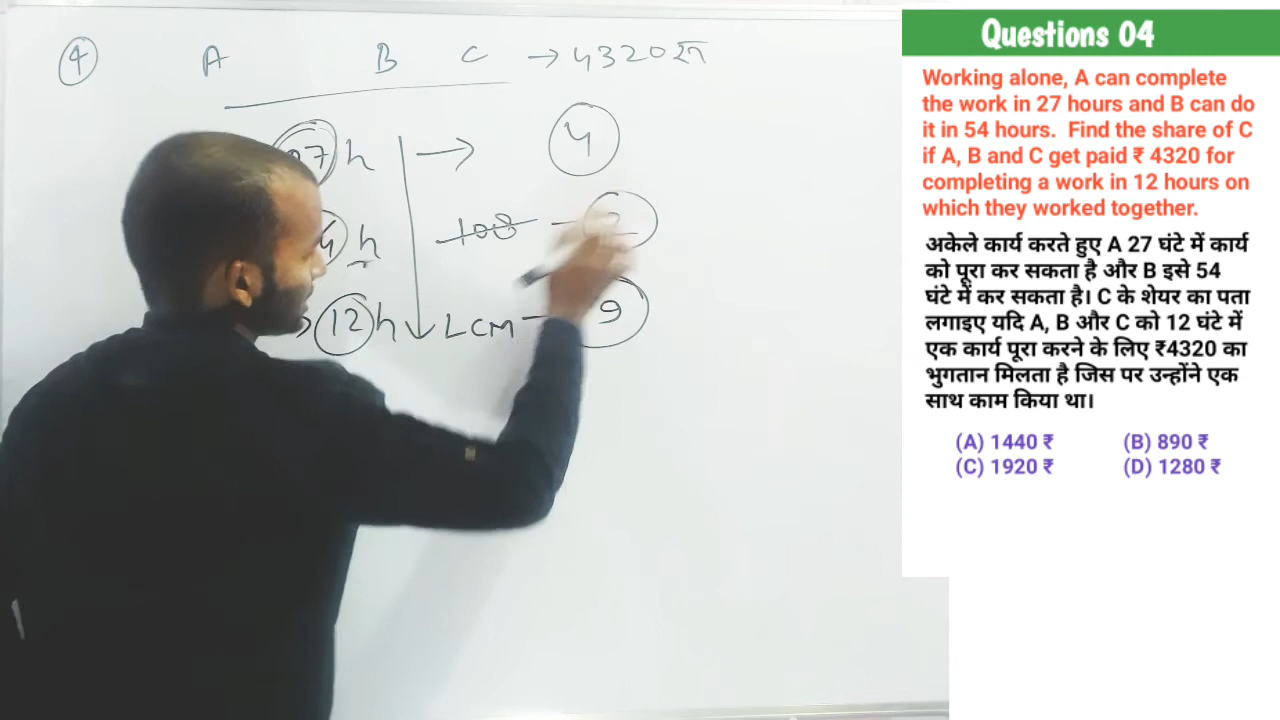 ④ A B C → 4320रू
27 h → 4
4 h 108 – 2
12 h LCM – 9
Questions 04
Working alone, A can complete
the work in 27 hours and B can do
it in 54 hours. Find the share of C
if A, B and C get paid ₹ 4320 for
completing a work in 12 hours on
which they worked together.
अकेले कार्य करते हुए A 27 घंटे में कार्य
को पूरा कर सकता है और B इसे 54
घंटे में कर सकता है। C के शेयर का पता
लगाइए यदि A, B और C को 12 घंटे में
एक कार्य पूरा करने के लिए ₹4320 का
भुगतान मिलता है जिस पर उन्होंने एक
साथ काम किया था।
(A) 1440 ₹ (B) 890 ₹
(C) 1920 ₹ (D) 1280 ₹